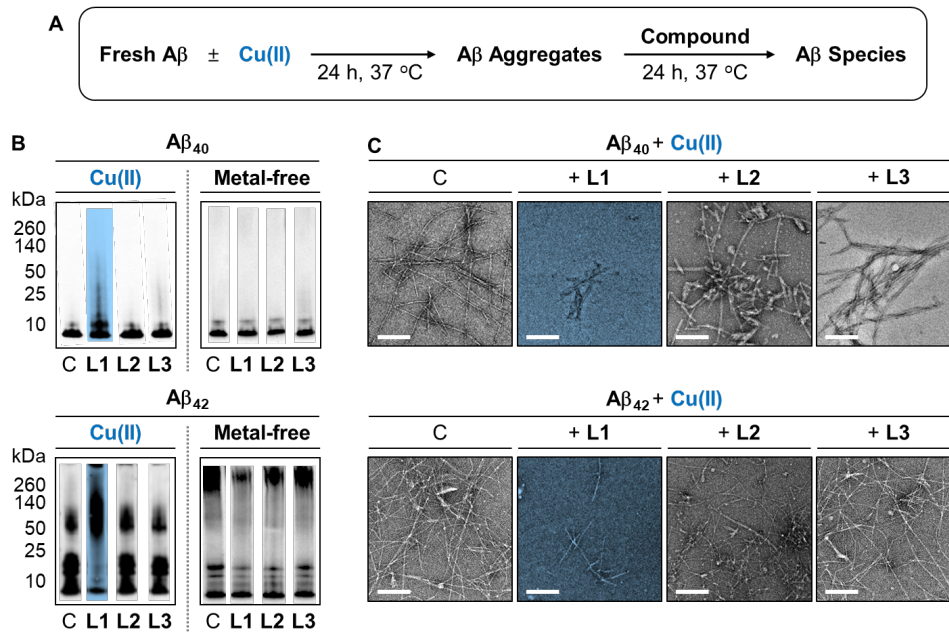 A
Fresh Aβ ± Cu(II) 24 h, 37 °C Aβ Aggregates Compound 24 h, 37 °C Aβ Species
B
Aβ40
Cu(II) Metal-free
kDa
260
140
50
25
10
C L1 L2 L3 C L1 L2 L3
Aβ42
Cu(II) Metal-free
kDa
260
140
50
25
10
C L1 L2 L3 C L1 L2 L3
C
Aβ40 + Cu(II)
C + L1 + L2 + L3
Aβ42 + Cu(II)
C + L1 + L2 + L3